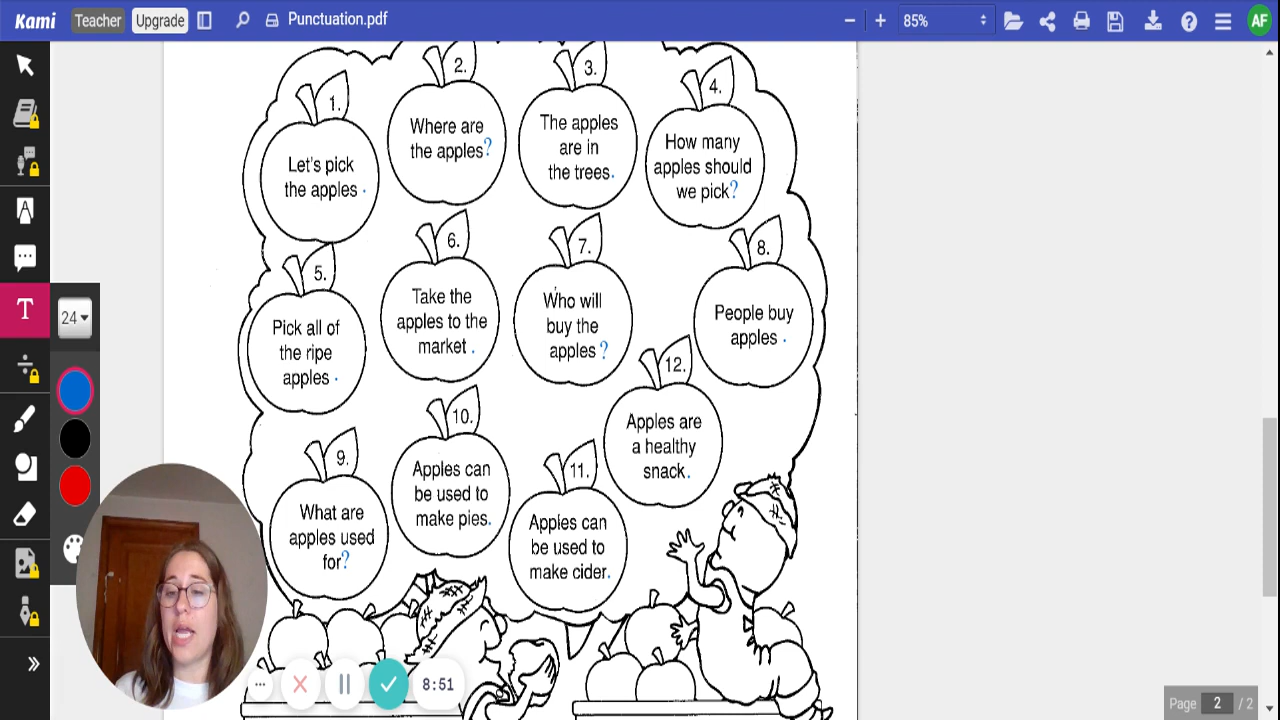 Kami Teacher Upgrade Punctuation.pdf 85% AF
1.
Let's pick
the apples .
2.
Where are
the apples?
3.
The apples
are in
the trees.
4.
How many
apples should
we pick?
5.
Pick all of
the ripe
apples .
6.
Take the
apples to the
market .
7.
Who will
buy the
apples ?
8.
People buy
apples .
9.
What are
apples used
for?
10.
Apples can
be used to
make pies.
11.
Apples can
be used to
make cider.
12.
Apples are
a healthy
snack.
T
24
8:51
Page 2 / 2